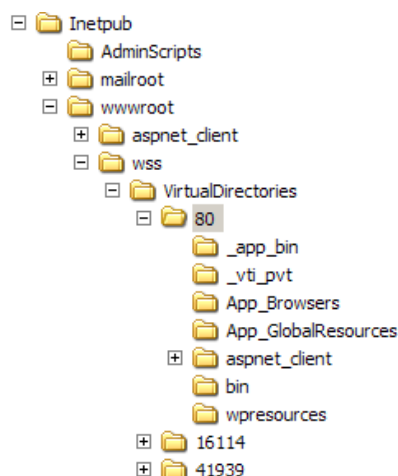 Inetpub
AdminScripts
mailroot
wwwroot
aspnet_client
wss
VirtualDirectories
80
_app_bin
_vti_pvt
App_Browsers
App_GlobalResources
aspnet_client
bin
wpresources
16114
41939